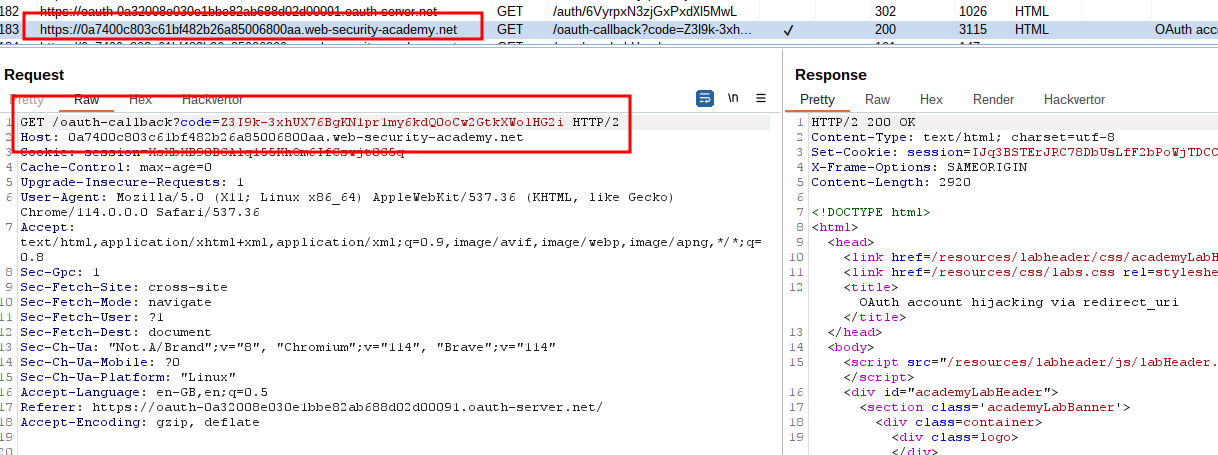 182 https://oauth-0a32008e030e1bbe82ab688d02d00091.oauth-server.net GET /auth/6VyrpxN3zjGxPxdXl5MwL 302 1026 HTML
183 https://0a7400c803c61bf482b26a85006800aa.web-security-academy.net GET /oauth-callback?code=Z3I9k-3xh... ✓ 200 3115 HTML OAuth acc
Request
Pretty Raw Hex Hackvertor \n
1 GET /oauth-callback?code=Z3I9k-3xhUX76BgKN1pr1my6kdQ0oCw2GtkXWolHG2i HTTP/2
2 Host: 0a7400c803c61bf482b26a85006800aa.web-security-academy.net
3 Cookie:
4 Cache-Control: max-age=0
5 Upgrade-Insecure-Requests: 1
6 User-Agent: Mozilla/5.0 (X11; Linux x86_64) AppleWebKit/537.36 (KHTML, like Gecko)
Chrome/114.0.0.0 Safari/537.36
7 Accept:
text/html,application/xhtml+xml,application/xml;q=0.9,image/avif,image/webp,image/apng,*/*;q=
0.8
8 Sec-Gpc: 1
9 Sec-Fetch-Site: cross-site
10 Sec-Fetch-Mode: navigate
11 Sec-Fetch-User: ?1
12 Sec-Fetch-Dest: document
13 Sec-Ch-Ua: "Not.A/Brand";v="8", "Chromium";v="114", "Brave";v="114"
14 Sec-Ch-Ua-Mobile: ?0
15 Sec-Ch-Ua-Platform: "Linux"
16 Accept-Language: en-GB,en;q=0.5
17 Referer: https://oauth-0a32008e030e1bbe82ab688d02d00091.oauth-server.net/
18 Accept-Encoding: gzip, deflate
19
20
Response
Pretty Raw Hex Render Hackvertor
1 HTTP/2 200 OK
2 Content-Type: text/html; charset=utf-8
3 Set-Cookie: session=IJq3BSTErJRC78DbUsLfF2bPoWjTDCC
4 X-Frame-Options: SAMEORIGIN
5 Content-Length: 2920
6
7 <!DOCTYPE html>
8 <html>
9 <head>
10 <link href=/resources/labheader/css/academyLabH
11 <link href=/resources/css/labs.css rel=styleshe
12 <title>
OAuth account hijacking via redirect_uri
</title>
13 </head>
14 <body>
15 <script src="/resources/labheader/js/labHeader.
</script>
16 <div id="academyLabHeader">
17 <section class='academyLabBanner'>
18 <div class=container>
19 <div class=logo>
</div>